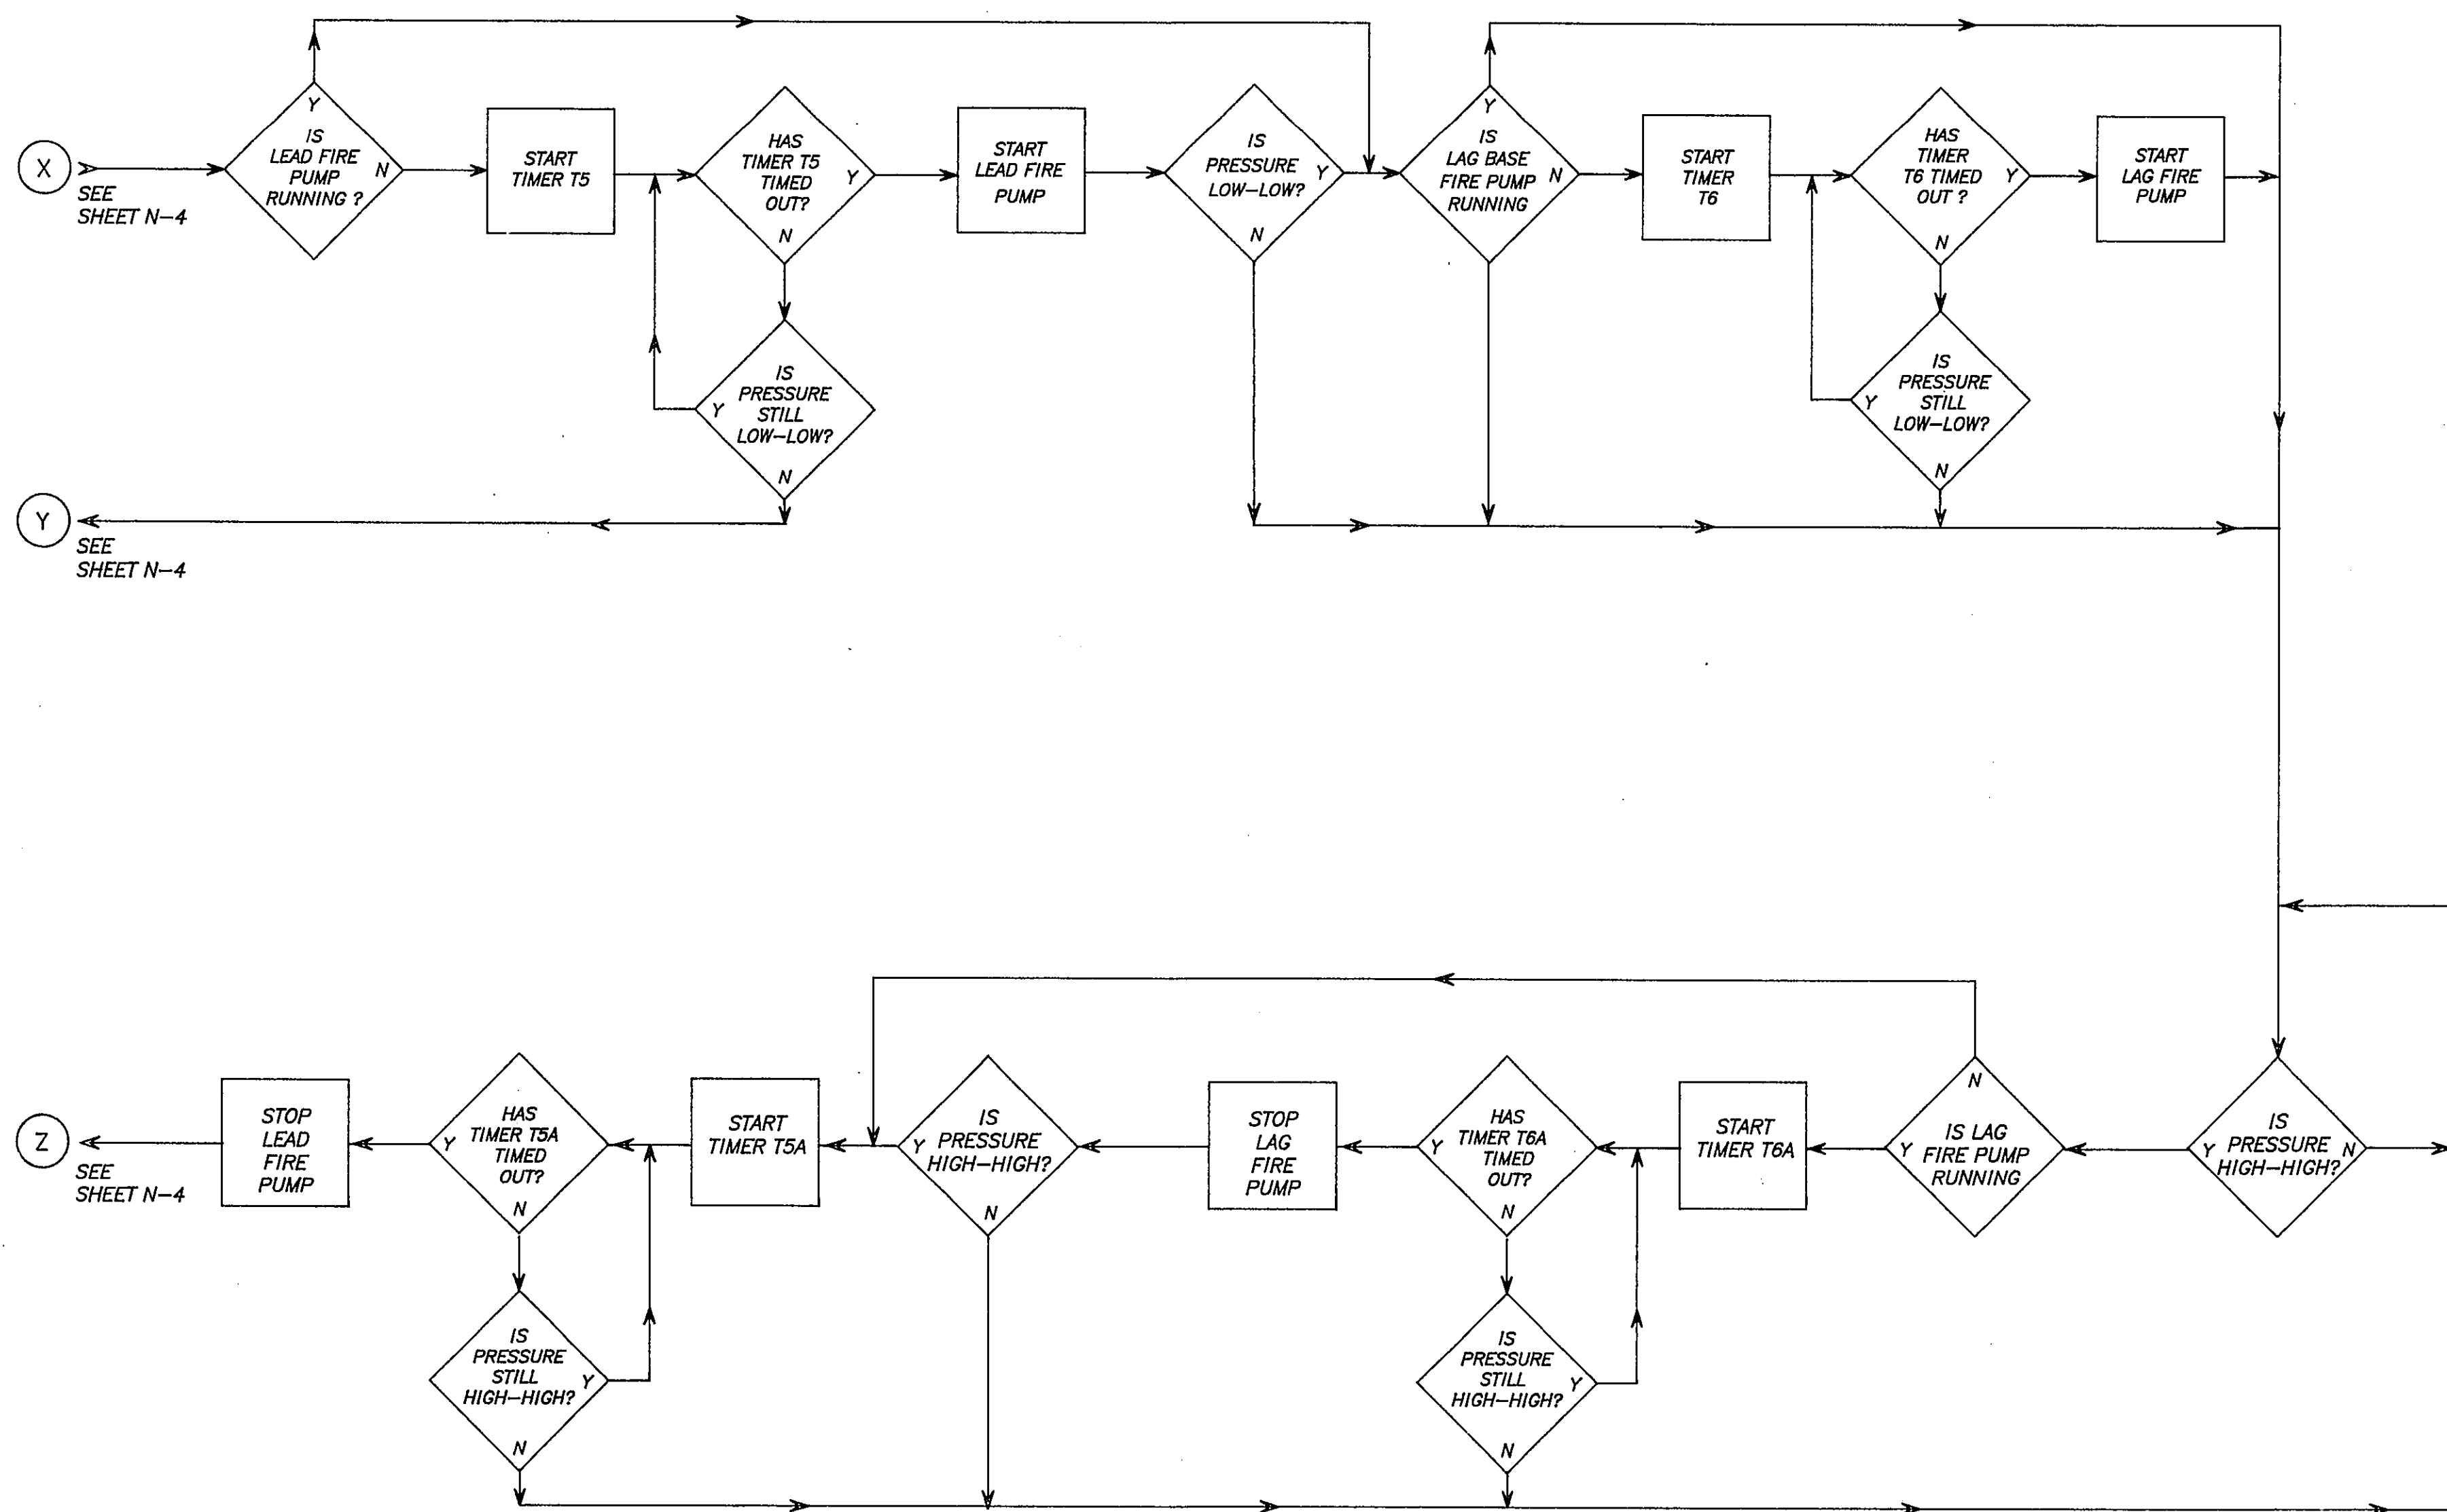 X
SEE
SHEET N-4
Y
IS
LEAD FIRE
PUMP
RUNNING ?
N
START
TIMER T5
HAS
TIMER T5
TIMED
OUT?
Y
N
START
LEAD FIRE
PUMP
IS
PRESSURE
LOW-LOW?
Y
N
Y
IS
LAG BASE
FIRE PUMP
RUNNING
N
START
TIMER
T6
HAS
TIMER
T6 TIMED
OUT ?
Y
N
START
LAG FIRE
PUMP
IS
PRESSURE
STILL
LOW-LOW?
Y
N
IS
PRESSURE
STILL
LOW-LOW?
Y
N
Y
SEE
SHEET N-4
Z
SEE
SHEET N-4
STOP
LEAD
FIRE
PUMP
HAS
TIMER T5A
TIMED
OUT?
Y
N
START
TIMER T5A
IS
PRESSURE
HIGH-HIGH?
Y
N
STOP
LAG
FIRE
PUMP
HAS
TIMER T6A
TIMED
OUT?
Y
N
START
TIMER T6A
N
IS LAG
FIRE PUMP
RUNNING
Y
IS
PRESSURE
HIGH-HIGH?
Y
N
IS
PRESSURE
STILL
HIGH-HIGH?
Y
N
IS
PRESSURE
STILL
HIGH-HIGH?
Y
N